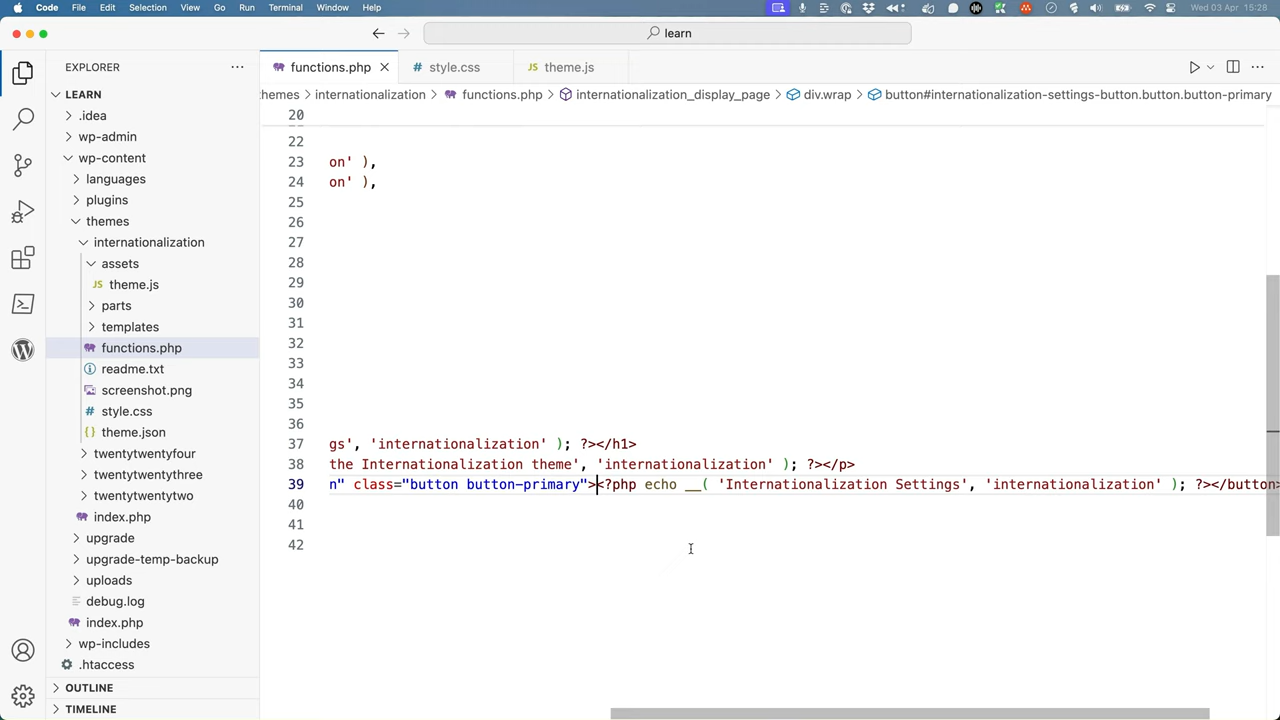 Code File Edit Selection View Go Run Terminal Window Help Wed 03 Apr 15:28
learn
EXPLORER
functions.php
style.css
JS theme.js
LEARN
.idea
wp-admin
wp-content
languages
plugins
themes
internationalization
assets
JS theme.js
parts
templates
functions.php
readme.txt
screenshot.png
style.css
theme.json
twentytwentyfour
twentytwentythree
twentytwentytwo
index.php
upgrade
upgrade-temp-backup
uploads
debug.log
index.php
wp-includes
.htaccess
OUTLINE
TIMELINE
themes > internationalization > functions.php > internationalization_display_page > div.wrap > button#internationalization-settings-button.button.button-primary
20
22
23 on' ),
24 on' ),
25
26
27
28
29
30
31
32
33
34
35
36
37 gs', 'internationalization' ); ?></h1>
38 the Internationalization theme', 'internationalization' ); ?></p>
39 n" class="button button-primary"><?php echo __( 'Internationalization Settings', 'internationalization' ); ?></button>
40
41
42